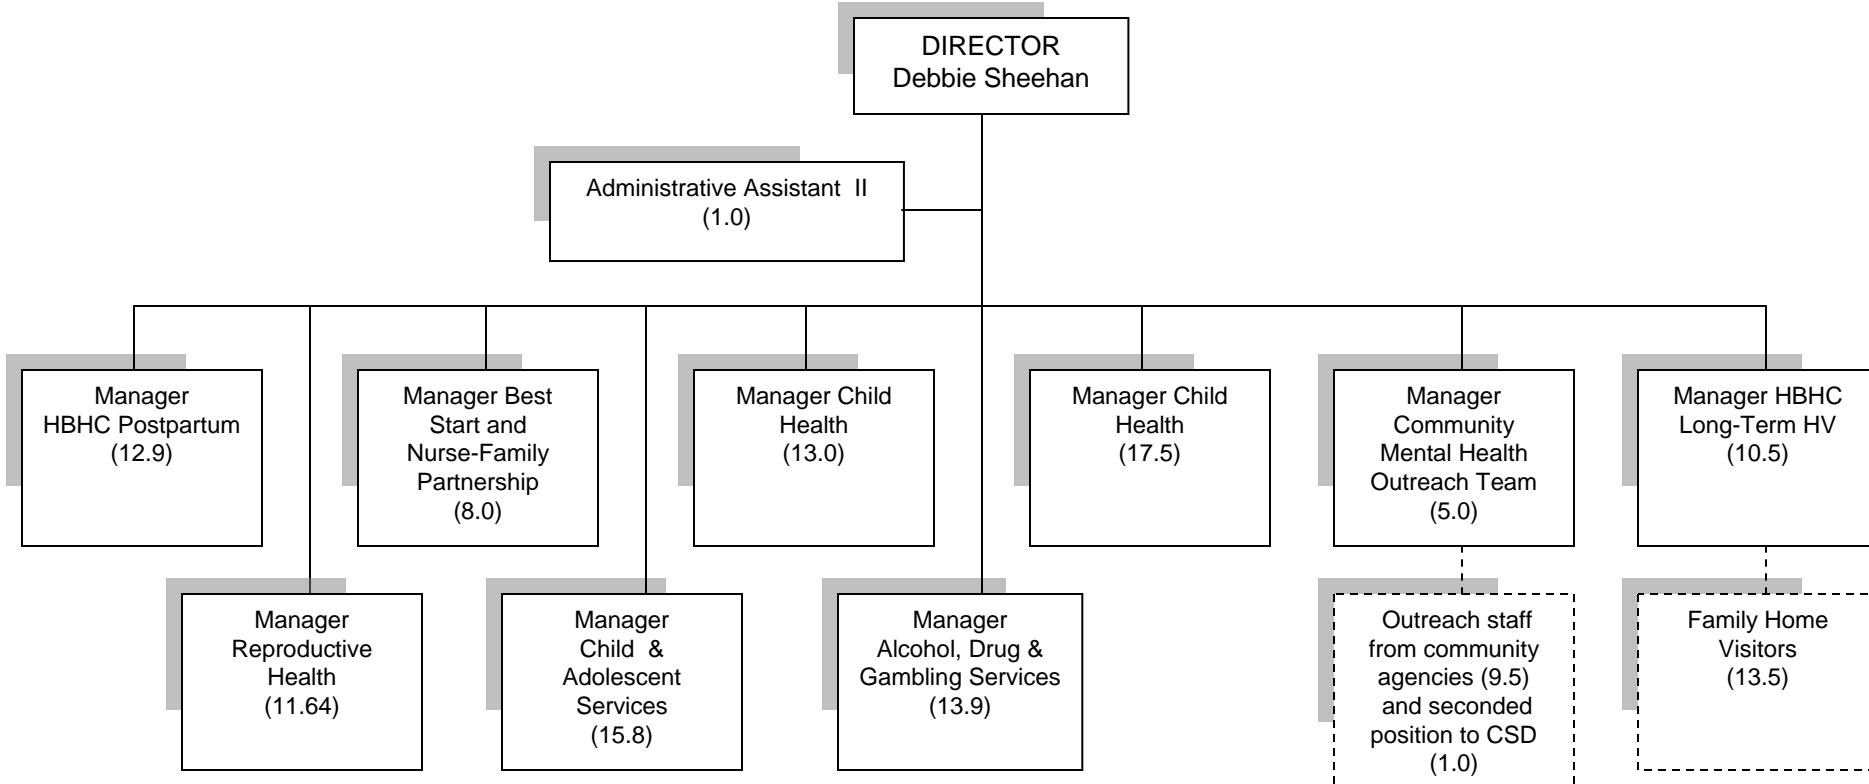 DIRECTOR
Debbie Sheehan
Administrative Assistant II
(1.0)
Manager
HBHC Postpartum
(12.9)
Manager Best
Start and
Nurse-Family
Partnership
(8.0)
Manager Child
Health
(13.0)
Manager Child
Health
(17.5)
Manager
Community
Mental Health
Outreach Team
(5.0)
Manager HBHC
Long-Term HV
(10.5)
Manager
Reproductive
Health
(11.64)
Manager
Child &
Adolescent
Services
(15.8)
Manager
Alcohol, Drug &
Gambling Services
(13.9)
Outreach staff
from community
agencies (9.5)
and seconded
position to CSD
(1.0)
Family Home
Visitors
(13.5)